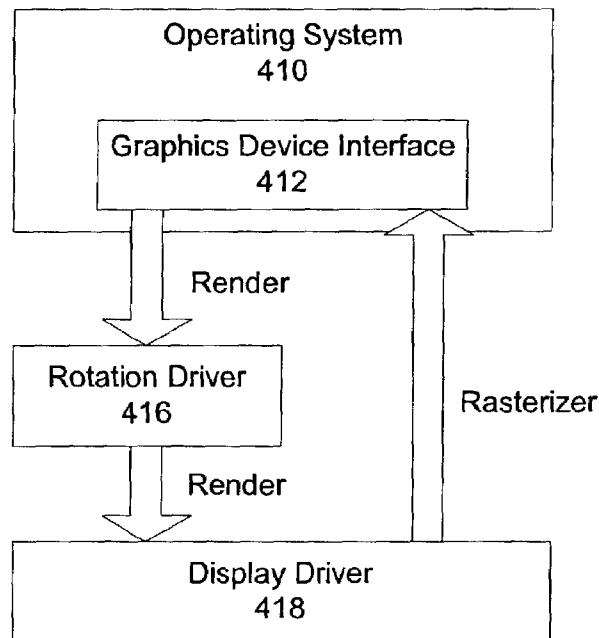 Operating System
410
Graphics Device Interface
412
Render
Rotation Driver
416
Rasterizer
Render
Display Driver
418